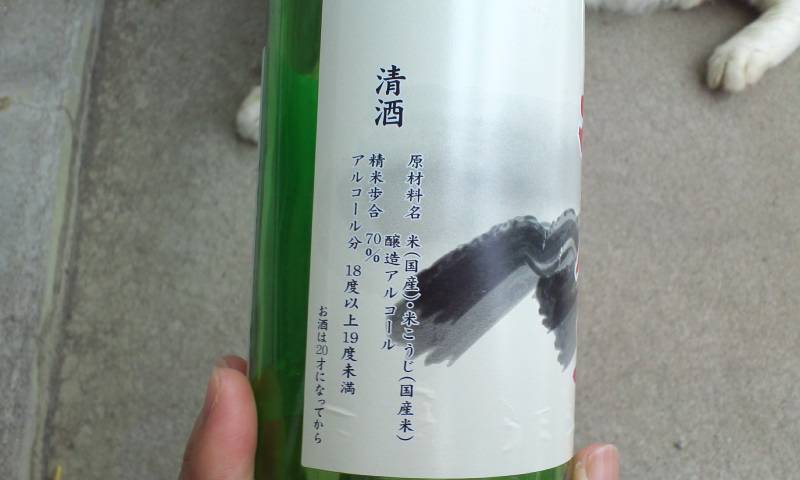 清酒
原材料名 米(国産)・米こうじ(国産米)
醸造アルコール
精米歩合 70%
アルコール分 18度以上19度未満
お酒は20才になってから